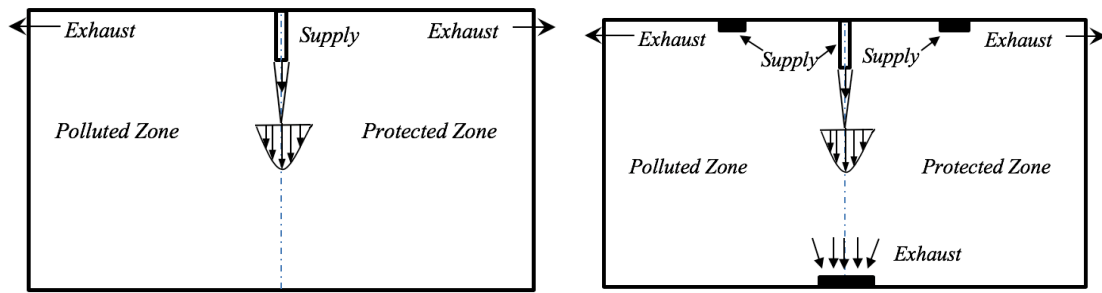 Exhaust
Supply
Exhaust
Polluted Zone
Protected Zone
Exhaust
Supply
Supply
Exhaust
Polluted Zone
Protected Zone
Exhaust